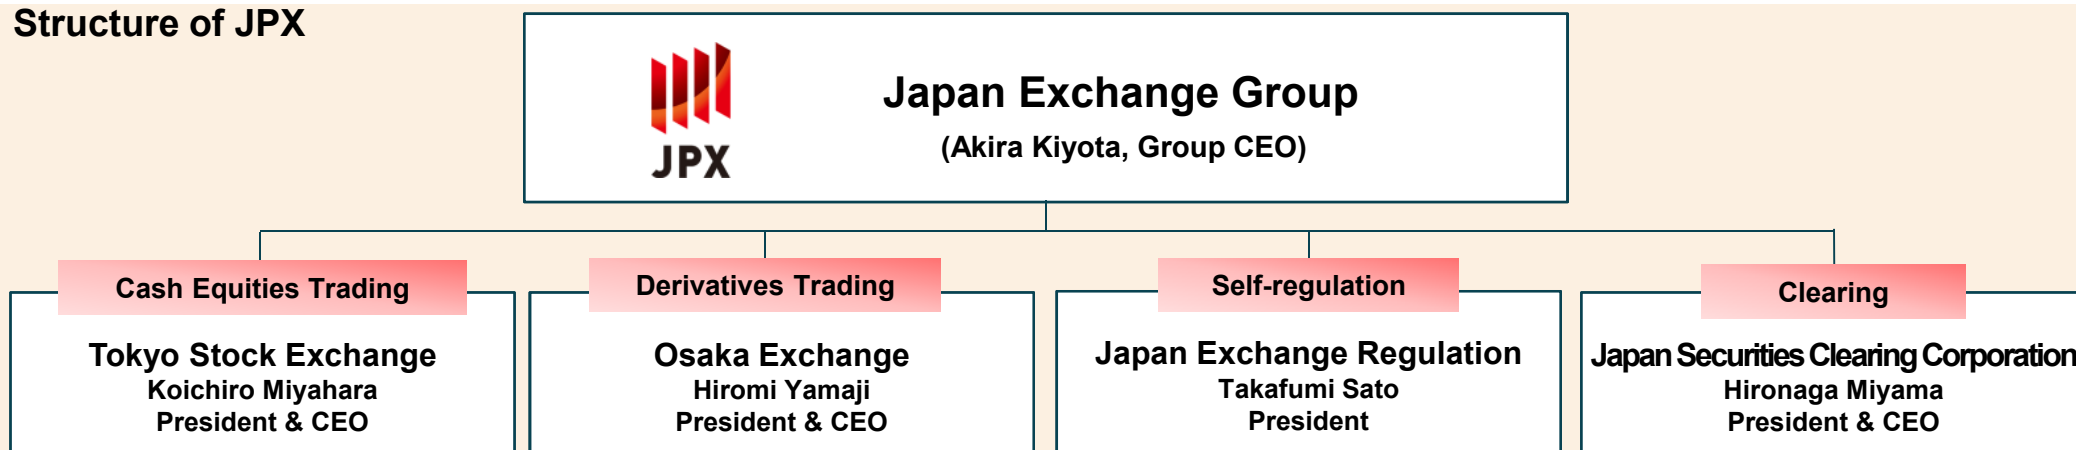 Structure of JPX
JPX
Japan Exchange Group
(Akira Kiyota, Group CEO)
Cash Equities Trading
Tokyo Stock Exchange
Koichiro Miyahara
President & CEO
Derivatives Trading
Osaka Exchange
Hiromi Yamaji
President & CEO
Self-regulation
Japan Exchange Regulation
Takafumi Sato
President
Clearing
Japan Securities Clearing Corporation
Hironaga Miyama
President & CEO